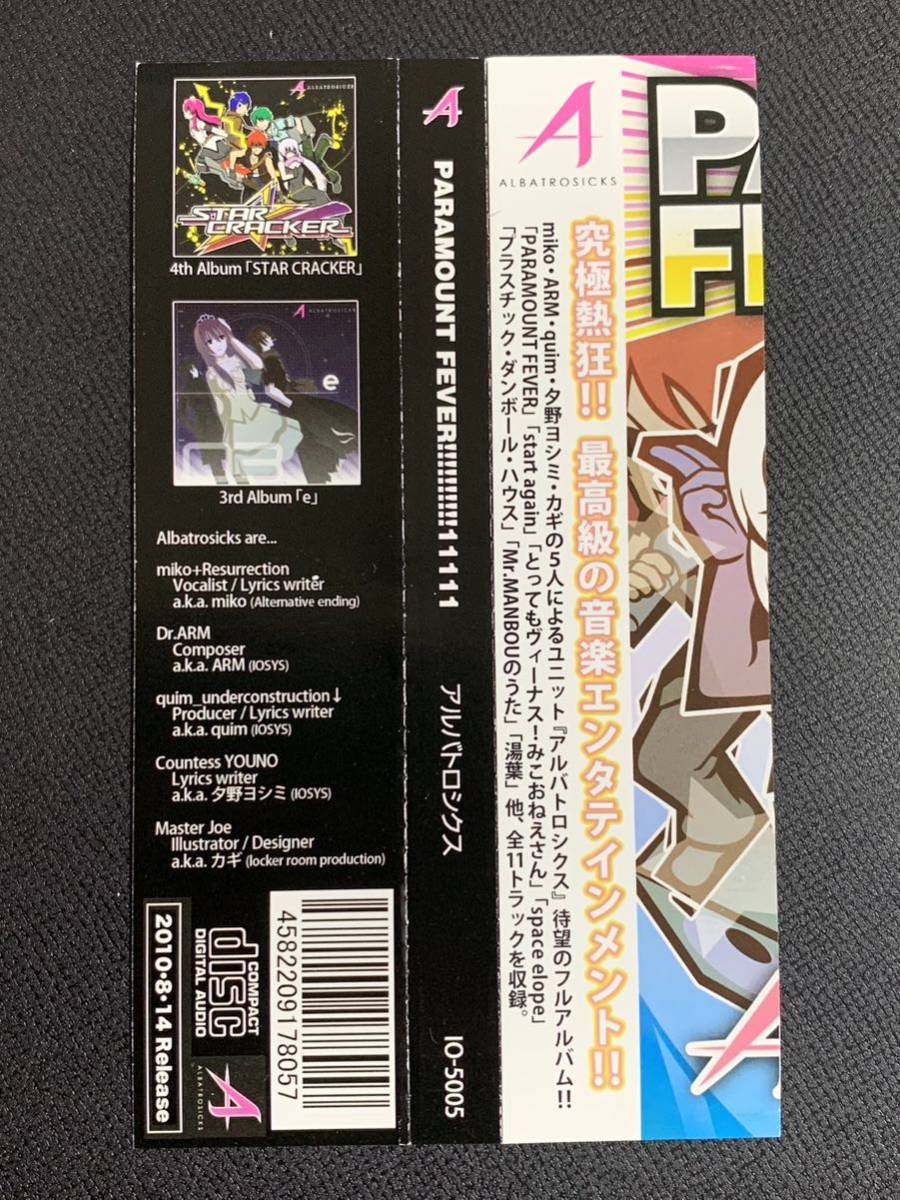 ALBATROSICKS
STAR
CRACKER
4th Album「STAR CRACKER」
ALBATROSICKS
e
3rd Album「e」
Albatrosicks are...
miko+Resurrection
Vocalist / Lyrics writer
a.k.a. miko (Alternative ending)
Dr.ARM
Composer
a.k.a. ARM (IOSYS)
quim_underconstruction↓
Producer / Lyrics writer
a.k.a. quim (IOSYS)
Countess YOUNO
Lyrics writer
a.k.a. 夕野ヨシミ (IOSYS)
Master Joe
Illustrator / Designer
a.k.a. カギ (locker room production)
4582209178057
COMPACT
disc
DIGITAL AUDIO
ALBATROSICKS
2010・8・14 Release
PARAMOUNT FEVER!!!!!!!!!!11111 アルバトロシクス IO-5005
ALBATROSICKS
究極熱狂!! 最高級の音楽エンタテインメント!!
miko・ARM・quim・夕野ヨシミ・カギの5人によるユニット『アルバトロシクス』待望のフルアルバム!!
「PARAMOUNT FEVER」「start again」「とってもヴィーナス!みこおねえさん」「space elope」
「プラスチック・ダンボール・ハウス」「Mr.MANBOUのうた」「湯葉」他、全11トラックを収録。